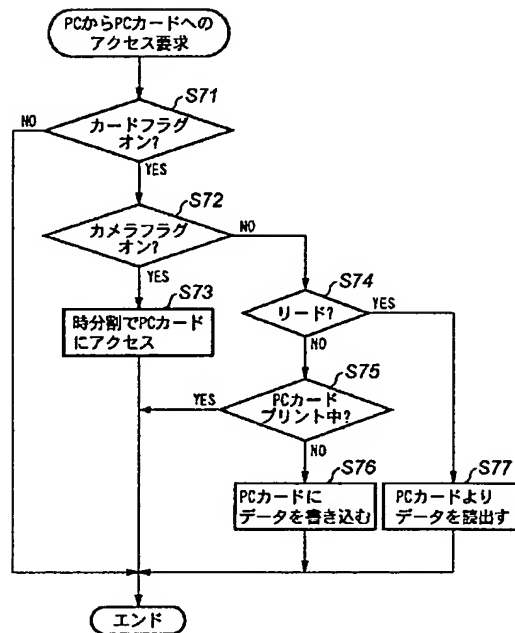 PCからPCカードへの
アクセス要求
S71
カードフラグ
オン?
NO
YES
S72
カメラフラグ
オン?
NO
YES
S73
時分割でPCカード
にアクセス
S74
リード?
YES
NO
S75
PCカード
プリント中?
YES
NO
S76
PCカードに
データを書き込む
S77
PCカードより
データを読出す
エンド